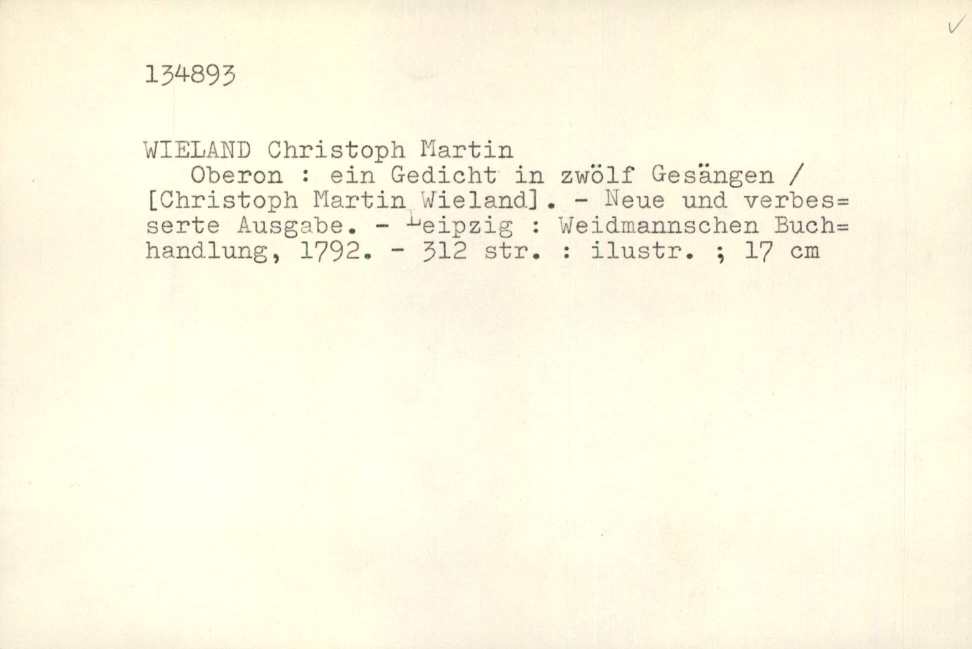 134893
WIELAND Christoph Martin
Oberon : ein Gedicht in zwölf Gesängen /
[Christoph Martin Wieland]. - Neue und verbes=
serte Ausgabe. - Leipzig : Weidmannschen Buch=
handlung, 1792. - 312 str. : ilustr. ; 17 cm